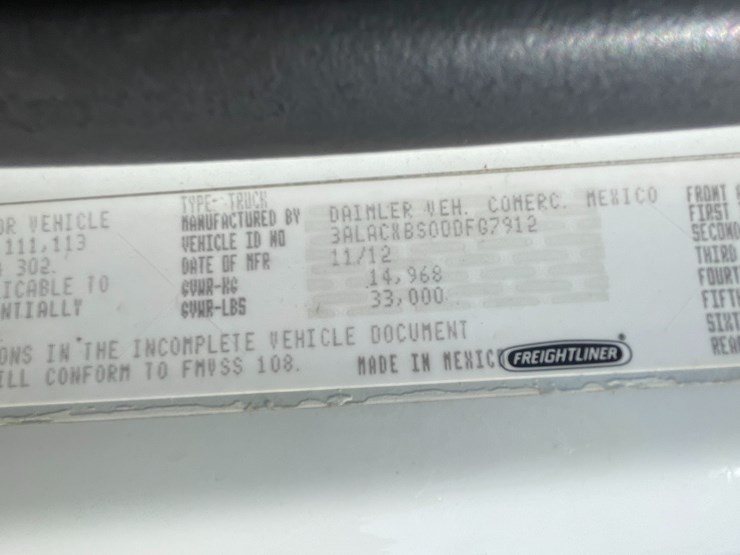 TYPE- TRUCK
OR VEHICLE MANUFACTURED BY DAIMLER VEH. COMERC. MEXICO FRONT
111,113 VEHICLE ID NO 3ALACXBS00DFG7912 FIRST
302. DATE OF MFR 11/12 SECOND
ICABLE TO GVWR-KG 14,968 THIRD
NTIALLY GVWR-LBS 33,000 FOURT
FIFTH
ONS IN THE INCOMPLETE VEHICLE DOCUMENT SIXT
ILL CONFORM TO FMVSS 108. MADE IN MEXIC FREIGHTLINER REA